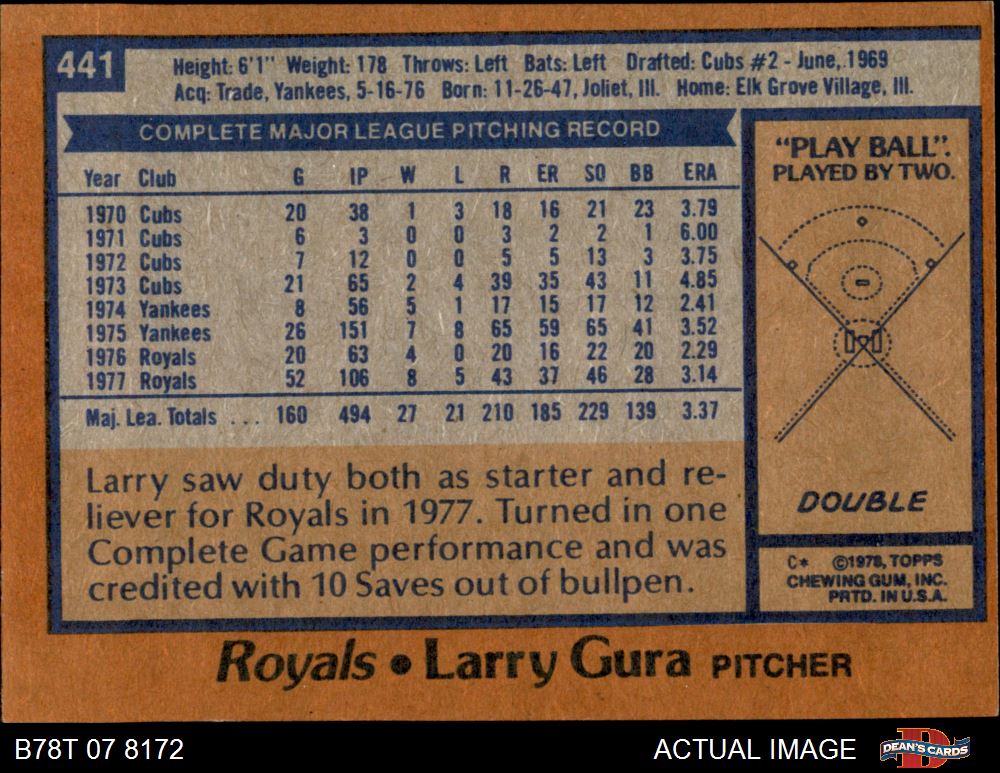 441
Height: 6'1" Weight: 178 Throws: Left Bats: Left Drafted: Cubs #2 - June, 1969
Acq: Trade, Yankees, 5-16-76 Born: 11-26-47, Joliet, Ill. Home: Elk Grove Village, Ill.
COMPLETE MAJOR LEAGUE PITCHING RECORD
Year Club G IP W L R ER SO BB ERA
1970 Cubs 20 38 1 3 18 16 21 23 3.79
1971 Cubs 6 3 0 0 3 2 2 1 6.00
1972 Cubs 7 12 0 0 5 5 13 3 3.75
1973 Cubs 21 65 2 4 39 35 43 11 4.85
1974 Yankees 8 56 5 1 17 15 17 12 2.41
1975 Yankees 26 151 7 8 65 59 65 41 3.52
1976 Royals 20 63 4 0 20 16 22 20 2.29
1977 Royals 52 106 8 5 43 37 46 28 3.14
Maj. Lea. Totals ... 160 494 27 21 210 185 229 139 3.37
Larry saw duty both as starter and re-
liever for Royals in 1977. Turned in one
Complete Game performance and was
credited with 10 Saves out of bullpen.
"PLAY BALL".
PLAYED BY TWO.
DOUBLE
C* ©1978, TOPPS
CHEWING GUM, INC.
PRTD. IN U.S.A.
Royals • Larry Gura PITCHER
B78T 07 8172
ACTUAL IMAGE
DEAN'S CARDS